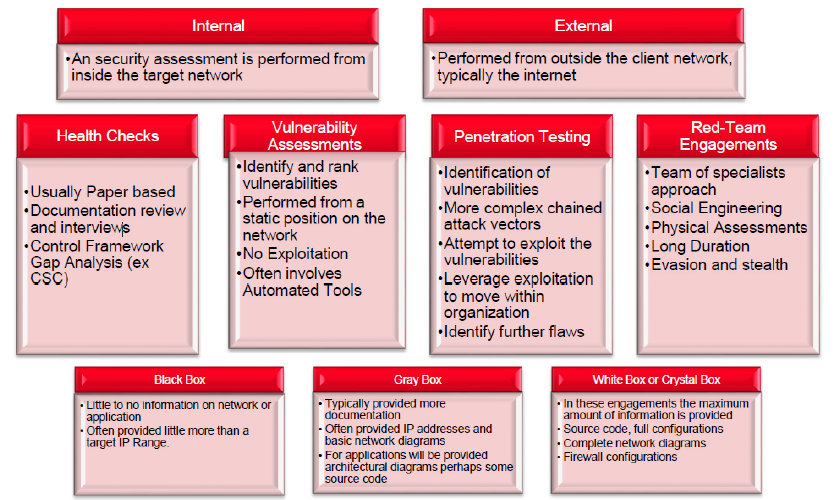 Internal
•An security assessment is performed from
inside the target network
External
•Performed from outside the client network,
typically the internet
Health Checks
•Usually Paper based
•Documentation review
and interviews
•Control Framework
Gap Analysis (ex
CSC)
Vulnerability
Assessments
•Identify and rank
vulnerabilities
•Performed from a
static position on the
network
•No Exploitation
•Often involves
Automated Tools
Penetration Testing
•Identification of
vulnerabilities
•More complex chained
attack vectors
•Attempt to exploit the
vulnerabilities
•Leverage exploitation
to move within
organization
•Identify further flaws
Red-Team
Engagements
•Team of specialists
approach
•Social Engineering
•Physical Assessments
•Long Duration
•Evasion and stealth
Black Box
• Little to no information on network or
application
• Often provided little more than a
target IP Range.
Gray Box
• Typically provided more
documentation
• Often provided IP addresses and
basic network diagrams
• For applications will be provided
architectural diagrams perhaps some
source code
White Box or Crystal Box
• In these engagements the maximum
amount of information is provided
• Source code, full configurations
• Complete network diagrams
• Firewall configurations